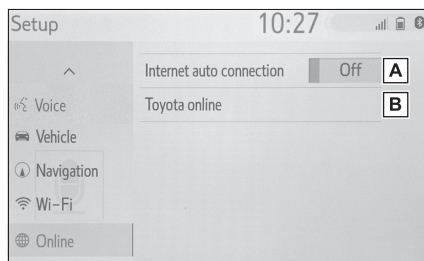 Setup
10:27
Internet auto connection
Off
A
Voice
Toyota online
B
Vehicle
Navigation
Wi-Fi
Online